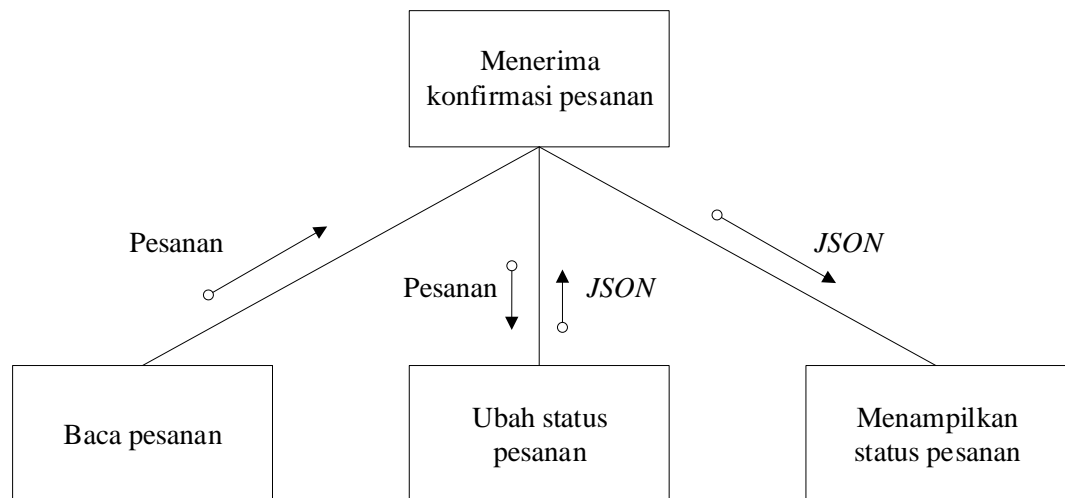 Menerima
konfirmasi pesanan
Pesanan
JSON
Pesanan
JSON
Baca pesanan
Ubah status
pesanan
Menampilkan
status pesanan